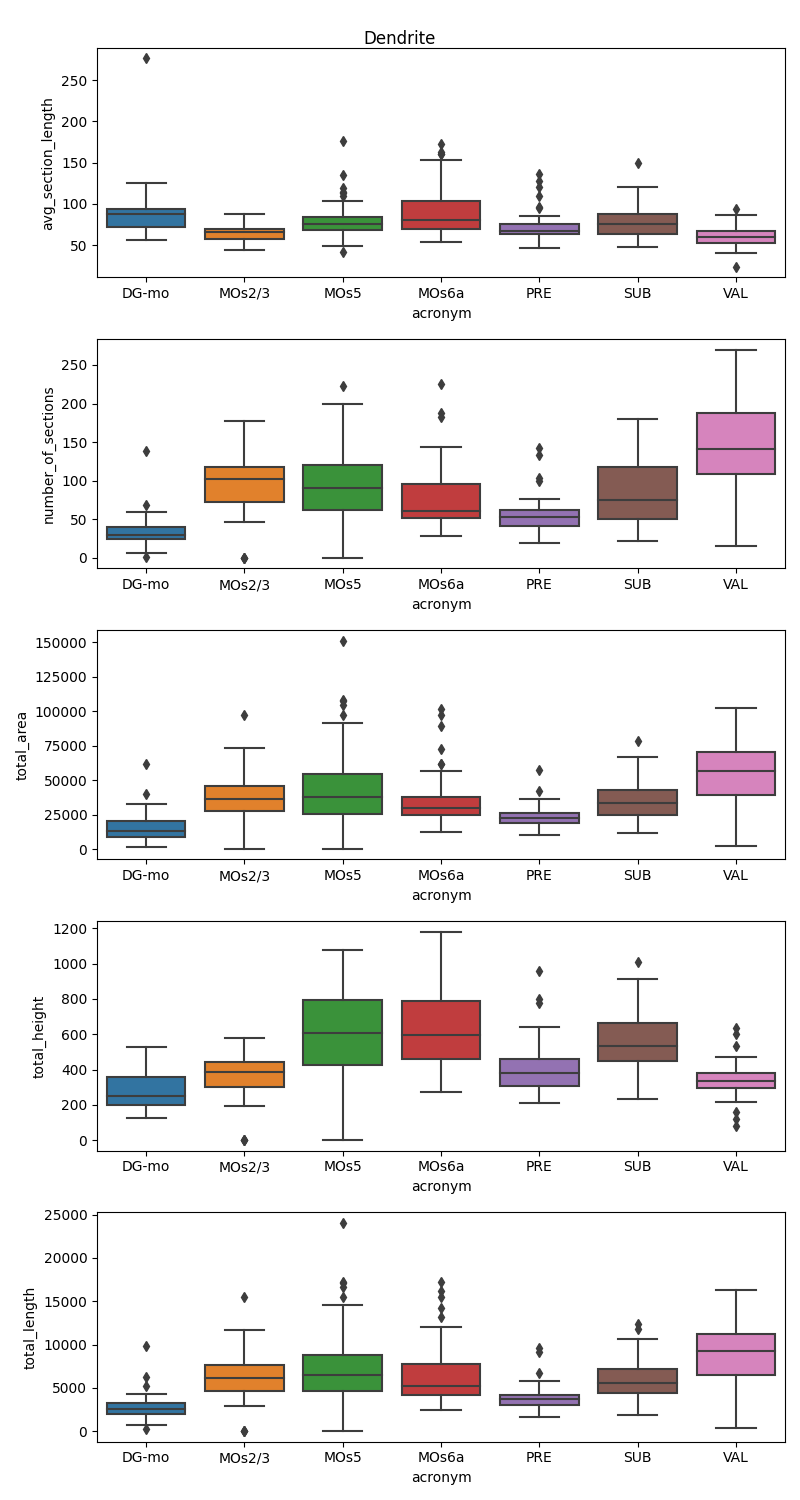 Dendrite
avg_section_length
250
200
150
100
50
DG-mo MOs2/3 MOs5 MOs6a PRE SUB VAL
acronym
number_of_sections
250
200
150
100
50
0
DG-mo MOs2/3 MOs5 MOs6a PRE SUB VAL
acronym
total_area
150000
125000
100000
75000
50000
25000
0
DG-mo MOs2/3 MOs5 MOs6a PRE SUB VAL
acronym
total_height
1200
1000
800
600
400
200
0
DG-mo MOs2/3 MOs5 MOs6a PRE SUB VAL
acronym
total_length
25000
20000
15000
10000
5000
0
DG-mo MOs2/3 MOs5 MOs6a PRE SUB VAL
acronym